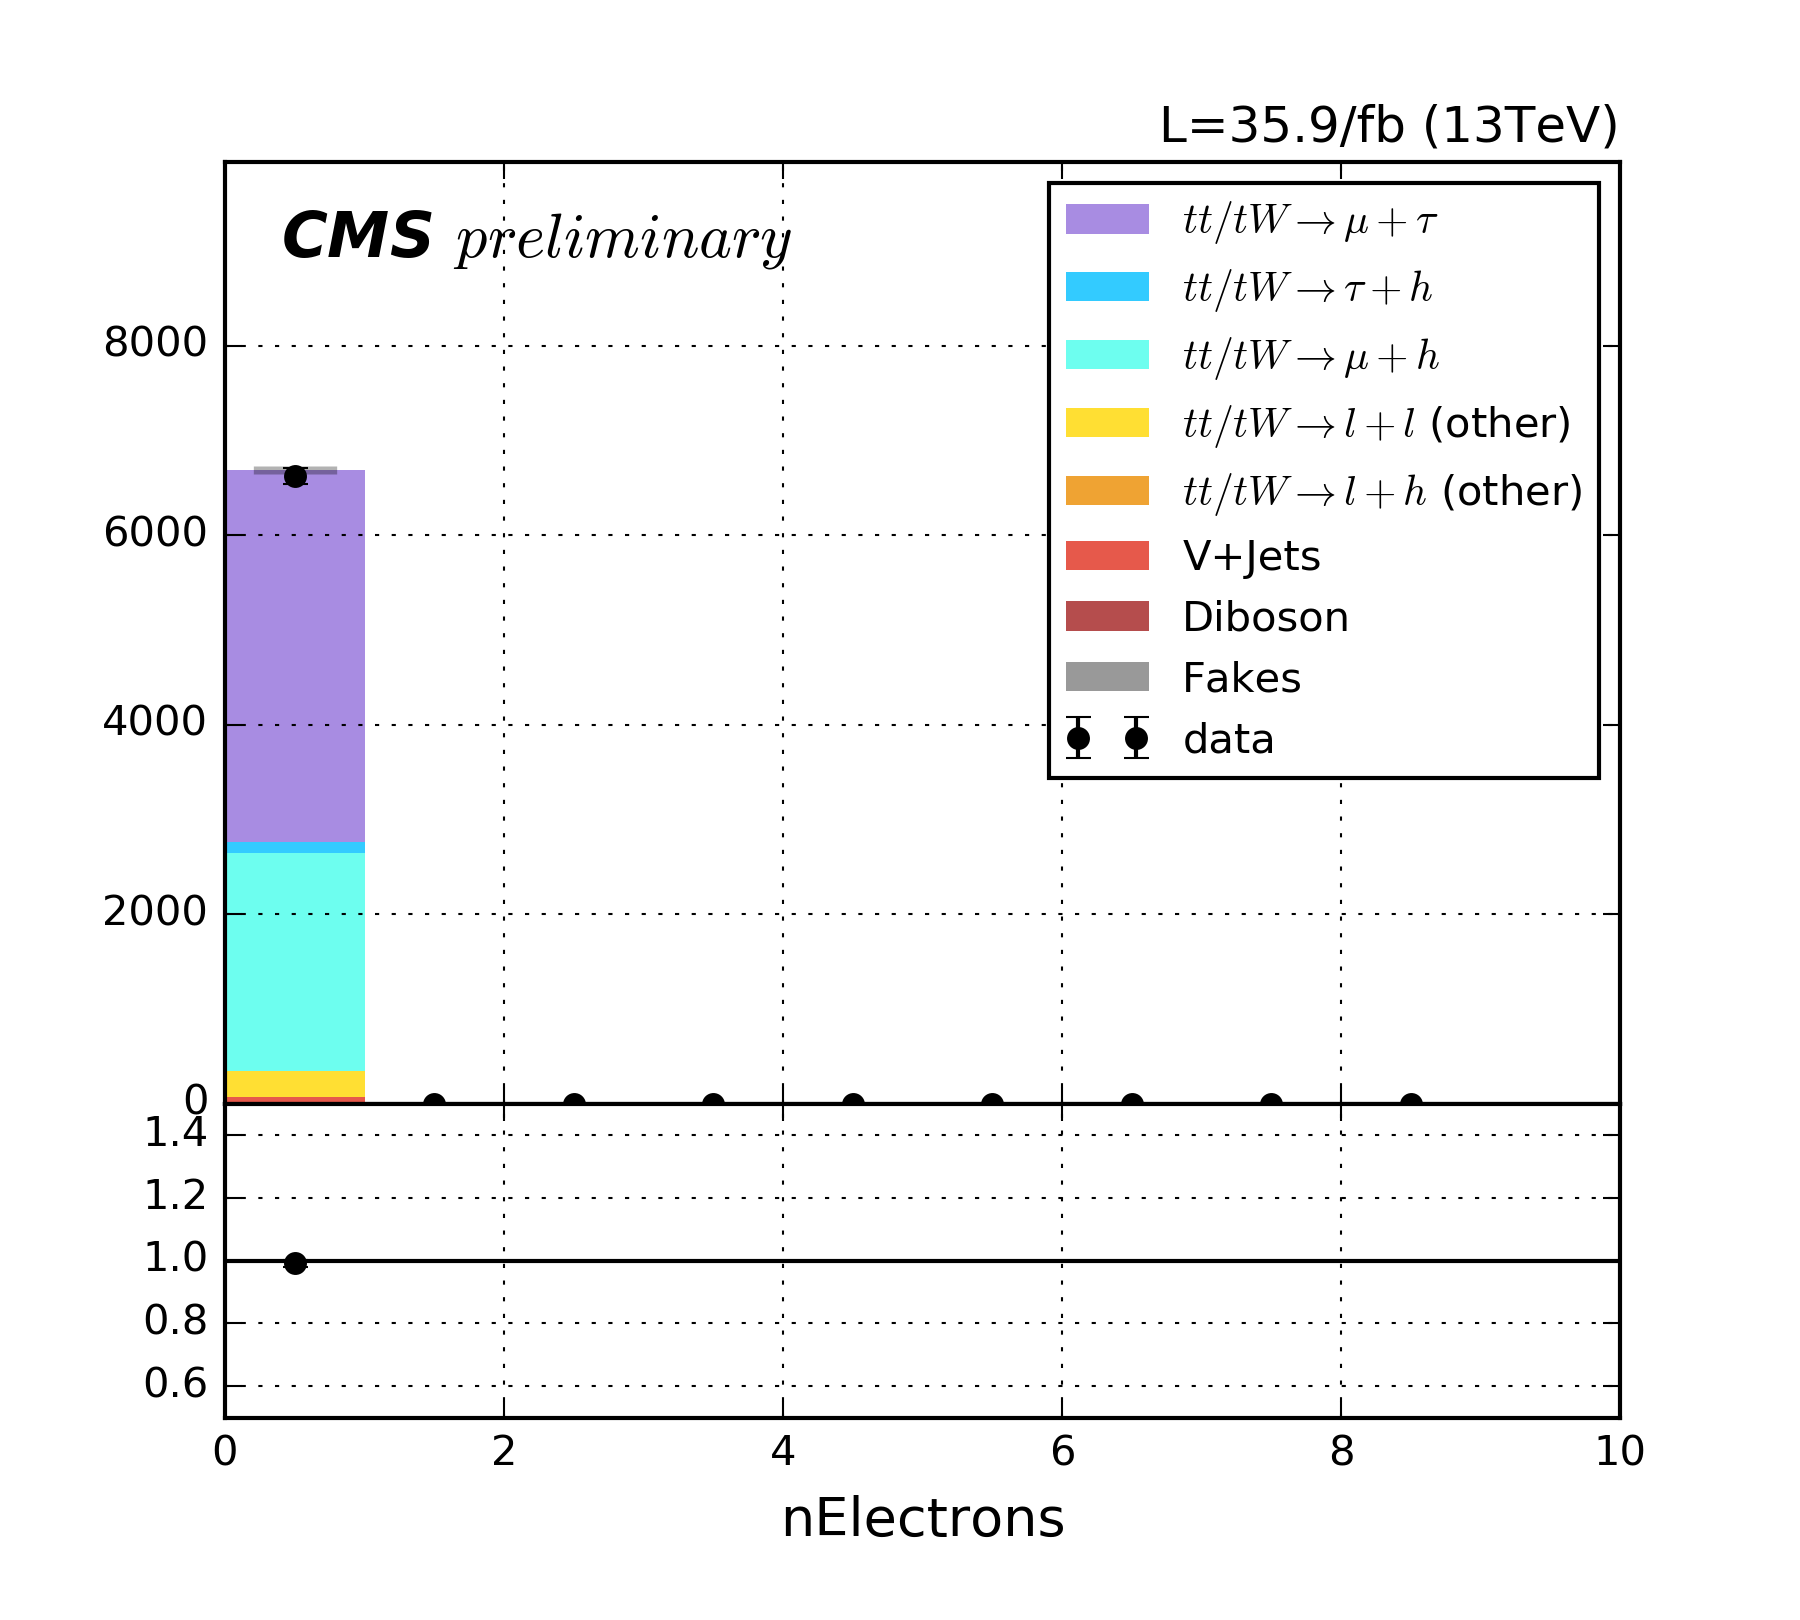 L=35.9/fb (13TeV)
CMS preliminary
tt/tW→μ+τ
tt/tW→τ+h
tt/tW→μ+h
tt/tW→l+l (other)
tt/tW→l+h (other)
V+Jets
Diboson
Fakes
data
8000
6000
4000
2000
0
1.4
1.2
1.0
0.8
0.6
0 2 4 6 8 10
nElectrons